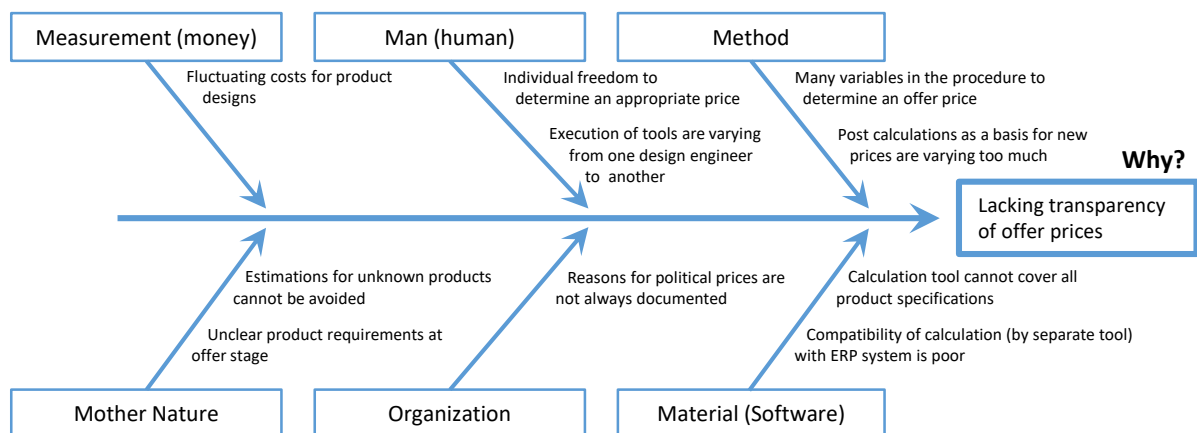 Measurement (money)
Man (human)
Method
Fluctuating costs for product
designs
Individual freedom to
determine an appropriate price
Execution of tools are varying
from one design engineer
to another
Many variables in the procedure to
determine an offer price
Post calculations as a basis for new
prices are varying too much
Why?
Lacking transparency
of offer prices
Estimations for unknown products
cannot be avoided
Unclear product requirements at
offer stage
Reasons for political prices are
not always documented
Calculation tool cannot cover all
product specifications
Compatibility of calculation (by separate tool)
with ERP system is poor
Mother Nature
Organization
Material (Software)